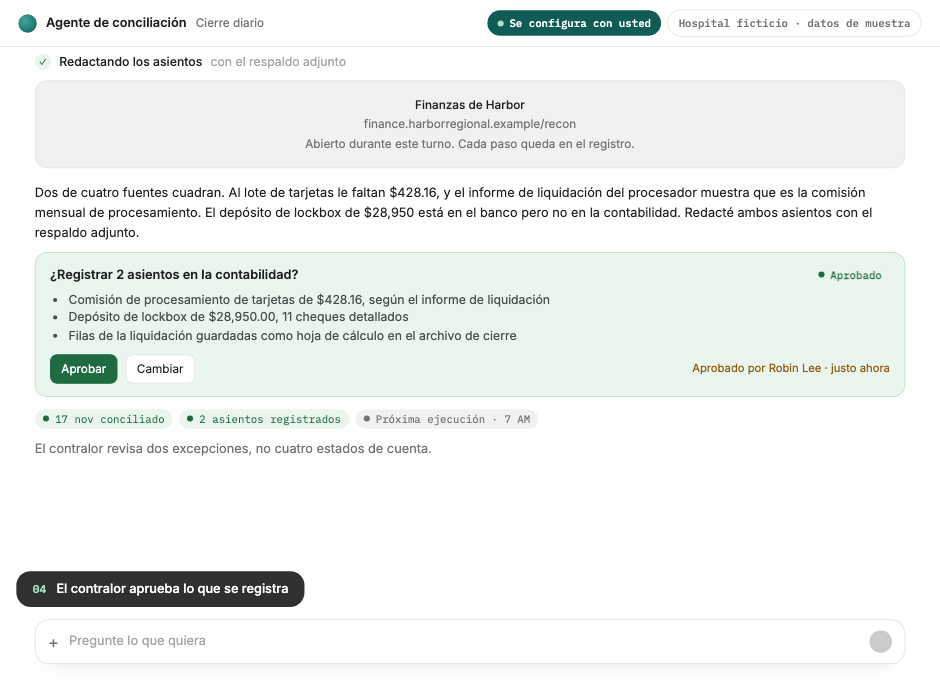 Agente de conciliación Cierre diario
Se configura con usted
Hospital ficticio · datos de muestra
Redactando los asientos con el respaldo adjunto
Finanzas de Harbor
finance.harborregional.example/recon
Abierto durante este turno. Cada paso queda en el registro.
Dos de cuatro fuentes cuadran. Al lote de tarjetas le faltan $428.16, y el informe de liquidación del procesador muestra que es la comisión
mensual de procesamiento. El depósito de lockbox de $28,950 está en el banco pero no en la contabilidad. Redacté ambos asientos con el
respaldo adjunto.
¿Registrar 2 asientos en la contabilidad?
Aprobado
Comisión de procesamiento de tarjetas de $428.16, según el informe de liquidación
Depósito de lockbox de $28,950.00, 11 cheques detallados
Filas de la liquidación guardadas como hoja de cálculo en el archivo de cierre
Aprobar
Cambiar
Aprobado por Robin Lee · justo ahora
17 nov conciliado
2 asientos registrados
Próxima ejecución · 7 AM
El contralor revisa dos excepciones, no cuatro estados de cuenta.
04 El contralor aprueba lo que se registra
+ Pregunte lo que quiera